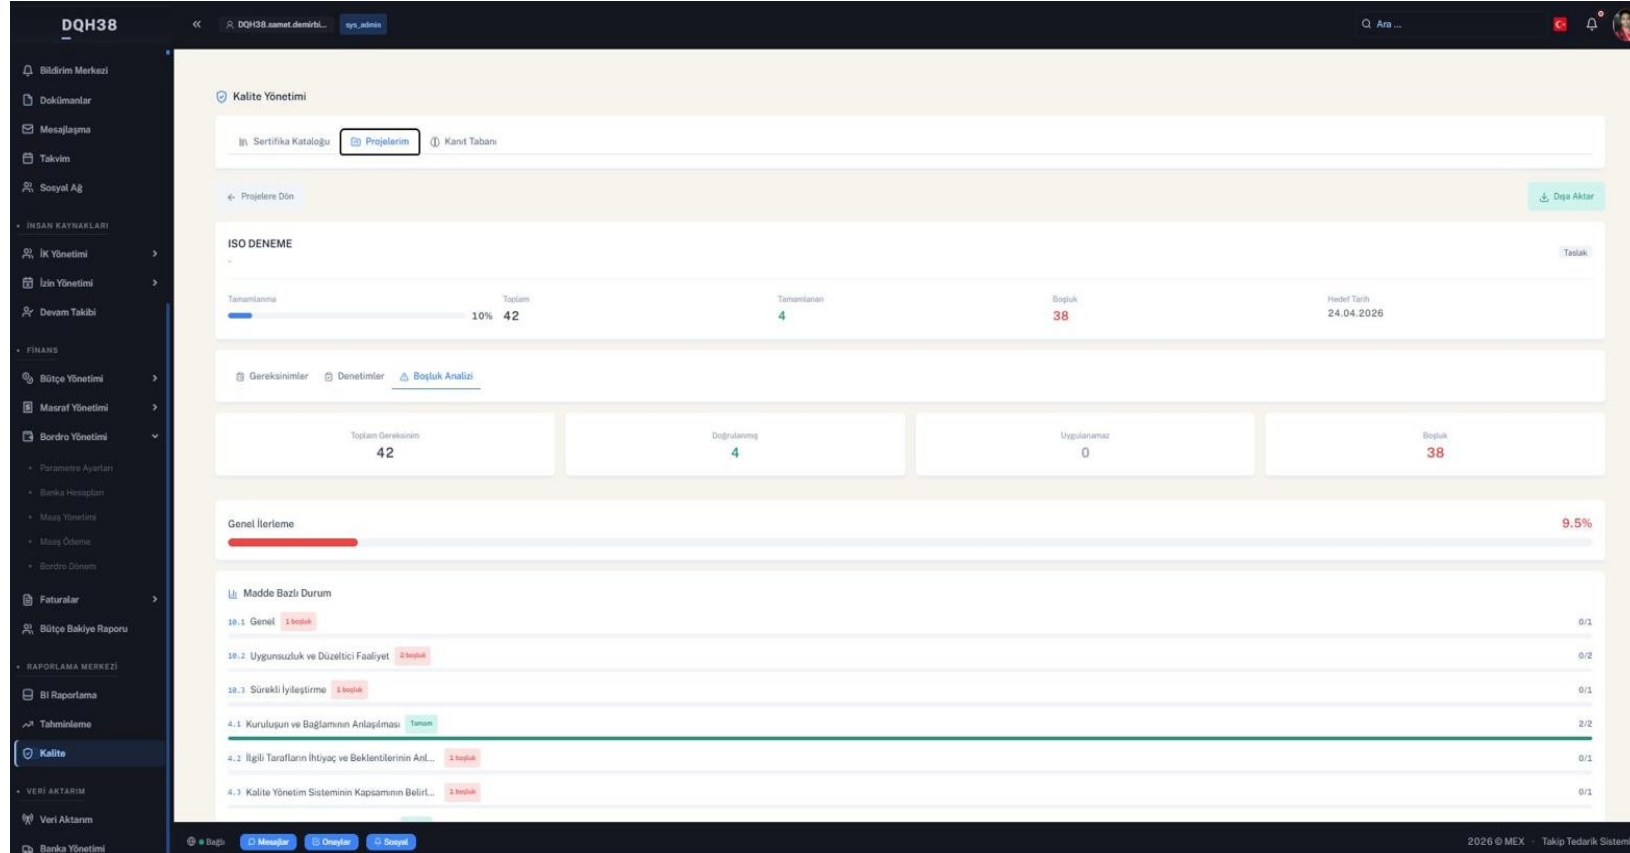 DQH38
DQH38.samet.demirbi... sys_admin
Ara ...
Bildirim Merkezi
Dokümanlar
Mesajlaşma
Takvim
Sosyal Ağ
İNSAN KAYNAKLARI
İK Yönetimi
İzin Yönetimi
Devam Takibi
FİNANS
Bütçe Yönetimi
Masraf Yönetimi
Bordro Yönetimi
Parametre Ayarları
Banka Hesapları
Maaş Yönetimi
Maaş Ödeme
Bordro Dönem
Faturalar
Bütçe Bakiye Raporu
RAPORLAMA MERKEZİ
BI Raporlama
Tahminleme
Kalite
VERİ AKTARIM
Veri Aktarım
Banka Yönetimi
Kalite Yönetimi
Sertifika Kataloğu Projelerim Kanıt Tabanı
Projelere Dön Dışa Aktar
ISO DENEME
-
Taslak
Tamamlanma Toplam Tamamlanan Boşluk Hedef Tarih
10% 42 4 38 24.04.2026
Gereksinimler Denetimler Boşluk Analizi
Toplam Gereksinim Doğrulanmış Uygulanamaz Boşluk
42 4 0 38
Genel İlerleme 9.5%
Madde Bazlı Durum
10.1 Genel 1 boşluk 0/1
10.2 Uygunsuzluk ve Düzeltici Faaliyet 2 boşluk 0/2
10.3 Sürekli İyileştirme 1 boşluk 0/1
4.1 Kuruluşun ve Bağlamının Anlaşılması Tamam 2/2
4.2 İlgili Tarafların İhtiyaç ve Beklentilerinin Anl... 1 boşluk 0/1
4.3 Kalite Yönetim Sisteminin Kapsamının Belirl... 1 boşluk 0/1
Bağlı Mesajlar Onaylar Sosyal
2026 © MEX - Takip Tedarik Sistemi